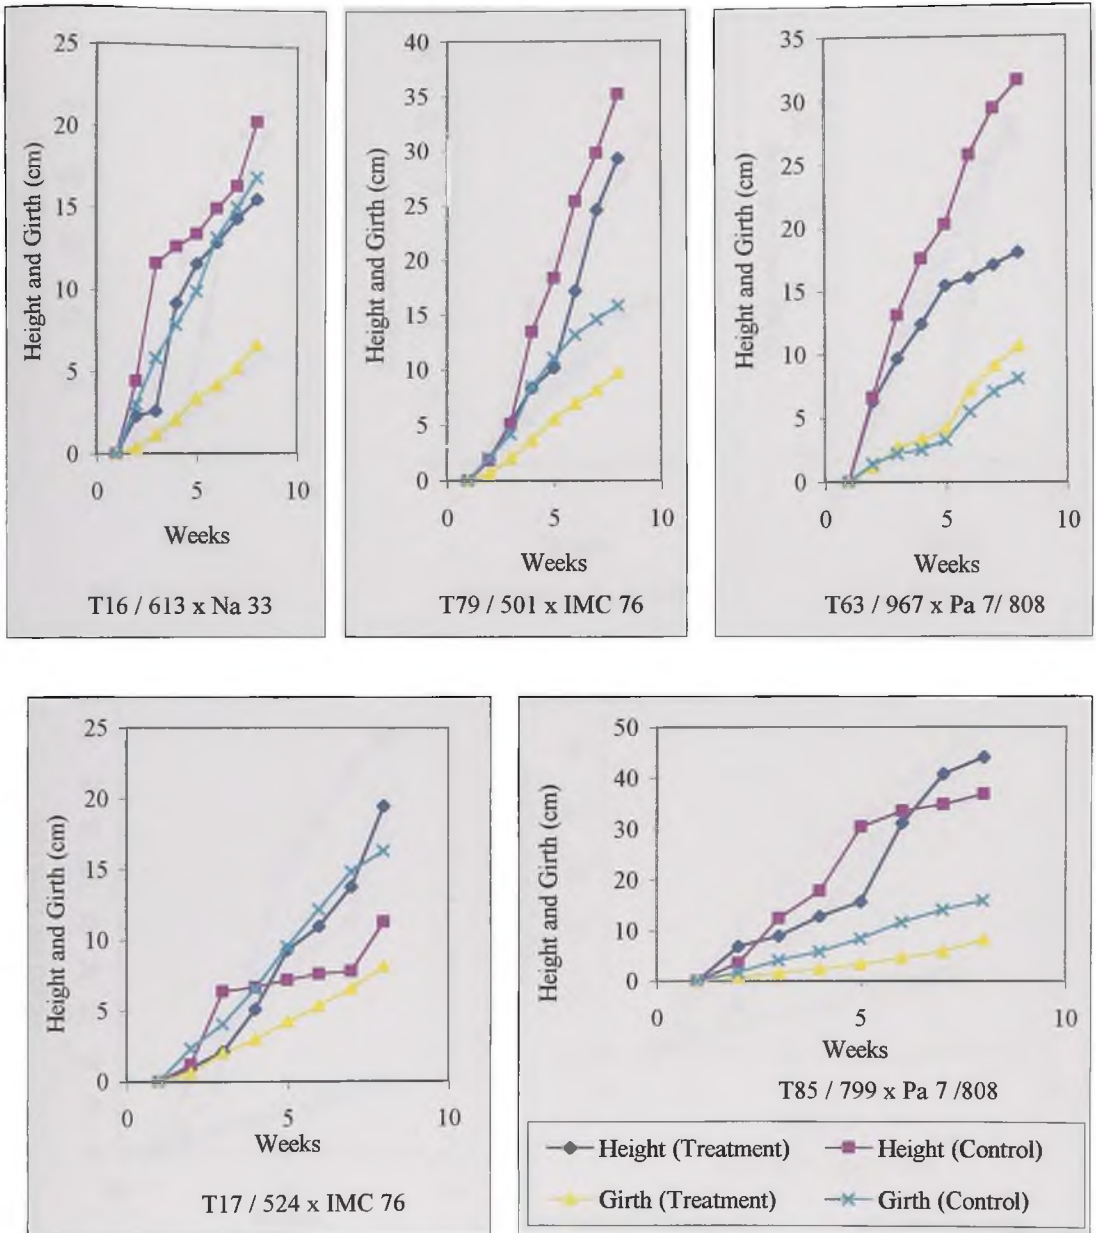 Height and Girth (cm)
25
20
15
10
5
0
0 5 10
Weeks
T16 / 613 x Na 33
Height and Girth (cm)
40
35
30
25
20
15
10
5
0
0 5 10
Weeks
T79 / 501 x IMC 76
Height and Girth (cm)
35
30
25
20
15
10
5
0
0 5 10
Weeks
T63 / 967 x Pa 7/ 808
Height and Girth (cm)
25
20
15
10
5
0
0 5 10
Weeks
T17 / 524 x IMC 76
Height and Girth (cm)
50
40
30
20
10
0
0 5 10
Weeks
T85 / 799 x Pa 7 /808
Height (Treatment) Height (Control)
Girth (Treatment) Girth (Control)